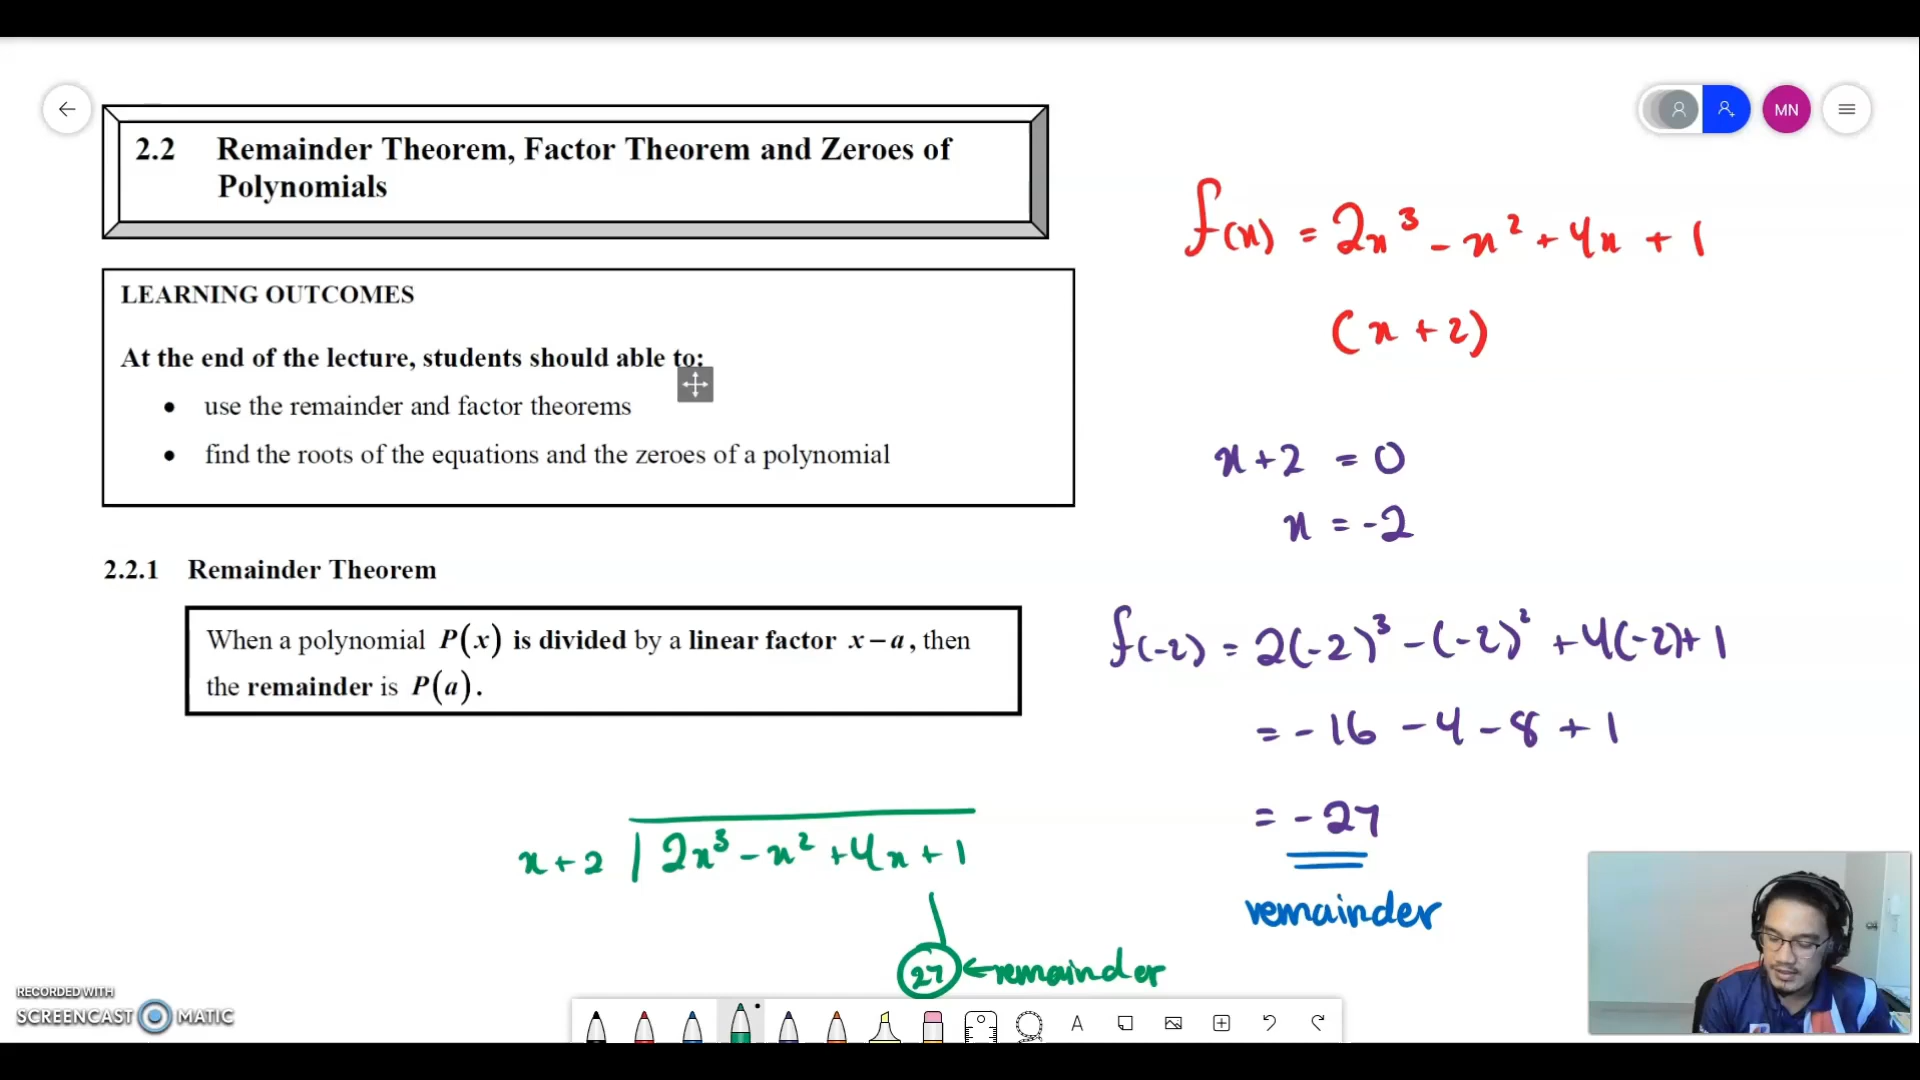 2.2 Remainder Theorem, Factor Theorem and Zeroes of
Polynomials
LEARNING OUTCOMES
At the end of the lecture, students should able to:
• use the remainder and factor theorems
• find the roots of the equations and the zeroes of a polynomial
2.2.1 Remainder Theorem
When a polynomial P(x) is divided by a linear factor x – a, then
the remainder is P(a).
x + 2 | 2x³ - x² + 4x + 1
27 ← remainder
MN
f(x) = 2x³ - x² + 4x + 1
(x + 2)
x + 2 = 0
x = -2
f(-2) = 2(-2)³ - (-2)² + 4(-2) + 1
= -16 - 4 - 8 + 1
= -27
remainder
RECORDED WITH
SCREENCAST MATIC
A